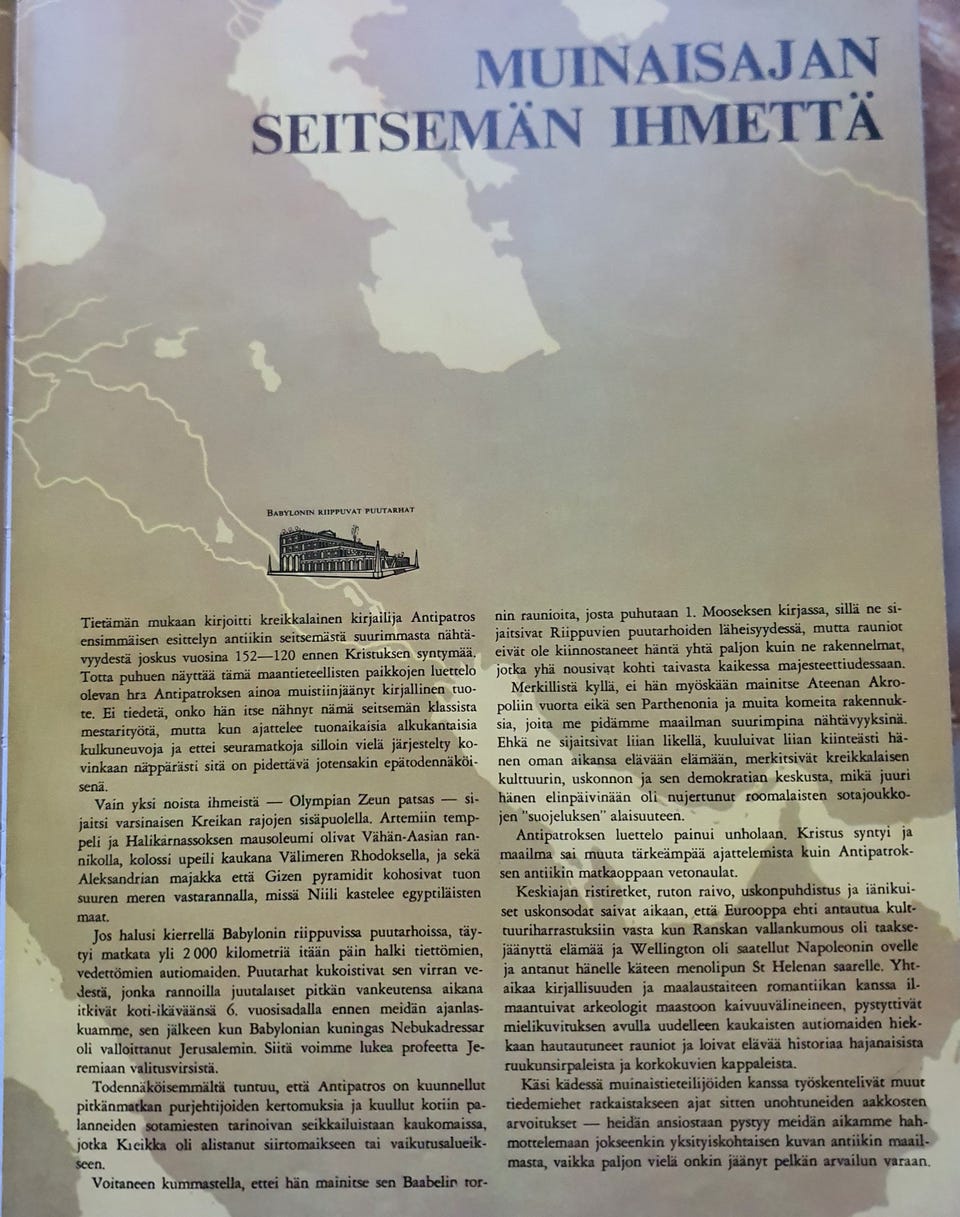 MUINAISAJAN
SEITSEMÄN IHMETTÄ
BABYLONIN RIIPPUVAT PUUTARHAT
Tietämän mukaan kirjoitti kreikkalainen kirjailija Antipatros
ensimmäisen esittelyn antiikin seitsemästä suurimmasta nähtä-
vyydestä joskus vuosina 152—120 ennen Kristuksen syntymää.
Totta puhuen näyttää tämä maantieteellisten paikkojen luettelo
olevan hra Antipatroksen ainoa muistiinjäänyt kirjallinen tuo-
te. Ei tiedetä, onko hän itse nähnyt nämä seitsemän klassista
mestarityötä, mutta kun ajattelee tuonaikaisia alkukantaisia
kulkuneuvoja ja ettei seuramatkoja silloin vielä järjestelty ko-
vinkaan näppärästi sitä on pidettävä jotensakin epätodennäköi-
senä.
Vain yksi noista ihmeistä — Olympian Zeun patsas — si-
jaitsi varsinaisen Kreikan rajojen sisäpuolella. Artemiin temp-
peli ja Halikarnassoksen mausoleumi olivat Vähän-Aasian ran-
nikolla, kolossi upeili kaukana Välimeren Rhodoksella, ja sekä
Aleksandrian majakka että Gizen pyramidit kohosivat tuon
suuren meren vastarannalla, missä Niili kastelee egyptiläisten
maat.
Jos halusi kierrellä Babylonin riippuvissa puutarhoissa, täy-
tyi matkata yli 2 000 kilometriä itään päin halki tiettömien,
vedettömien autiomaiden. Puutarhat kukoistivat sen virran ve-
destä, jonka rannoilla juutalaiset pitkän vankeutensa aikana
itkivät koti-ikäväänsä 6. vuosisadalla ennen meidän ajanlas-
kuamme, sen jälkeen kun Babylonian kuningas Nebukadressar
oli valloittanut Jerusalemin. Siitä voimme lukea profeetta Je-
remiaan valitusvirsistä.
Todennäköisemmältä tuntuu, että Antipatros on kuunnellut
pitkänmatkan purjehtijoiden kertomuksia ja kuullut kotiin pa-
lanneiden sotamiesten tarinoivan seikkailuistaan kaukomaissa,
jotka Kreikka oli alistanut siirtomaikseen tai vaikutusalueik-
seen.
Voitaneen kummastella, ettei hän mainitse sen Baabelin tor-
nin raunioita, josta puhutaan 1. Mooseksen kirjassa, sillä ne si-
jaitsivat Riippuvien puutarhoiden läheisyydessä, mutta rauniot
eivät ole kiinnostaneet häntä yhtä paljon kuin ne rakennelmat,
jotka yhä nousivat kohti taivasta kaikessa majesteettiudessaan.
Merkillistä kyllä, ei hän myöskään mainitse Ateenan Akro-
poliin vuorta eikä sen Parthenonia ja muita komeita rakennuk-
sia, joita me pidämme maailman suurimpina nähtävyyksinä.
Ehkä ne sijaitsivat liian likellä, kuuluivat liian kiinteästi hä-
nen oman aikansa elävään elämään, merkitsivät kreikkalaisen
kulttuurin, uskonnon ja sen demokratian keskusta, mikä juuri
hänen elinpäivinään oli nujertunut roomalaisten sotajoukko-
jen "suojeluksen" alaisuuteen.
Antipatroksen luettelo painui unholaan. Kristus syntyi ja
maailma sai muuta tärkeämpää ajattelemista kuin Antipatrok-
sen antiikin matkaoppaan vetonaulat.
Keskiajan ristiretket, ruton raivo, uskonpuhdistus ja iänikui-
set uskonsodat saivat aikaan, että Eurooppa ehti antautua kult-
tuuriharrastuksiin vasta kun Ranskan vallankumous oli taakse-
jäänyttä elämää ja Wellington oli saatellut Napoleonin ovelle
ja antanut hänelle käteen menolipun St Helenan saarelle. Yht-
aikaa kirjallisuuden ja maalaustaiteen romantiikan kanssa il-
maantuivat arkeologit maastoon kaivuuvälineineen, pystyttivät
mielikuvituksen avulla uudelleen kaukaisten autiomaiden hiek-
kaan hautautuneet rauniot ja loivat elävää historiaa hajanaisista
ruukunsirpaleista ja korkokuvien kappaleista.
Käsi kädessä muinaistieteilijöiden kanssa työskentelivät muut
tiedemiehet ratkaistakseen ajat sitten unohtuneiden aakkosten
arvoitukset — heidän ansiostaan pystyy meidän aikamme hah-
mottelemaan jokseenkin yksityiskohtaisen kuvan antiikin maail-
masta, vaikka paljon vielä onkin jäänyt pelkän arvailun varaan.